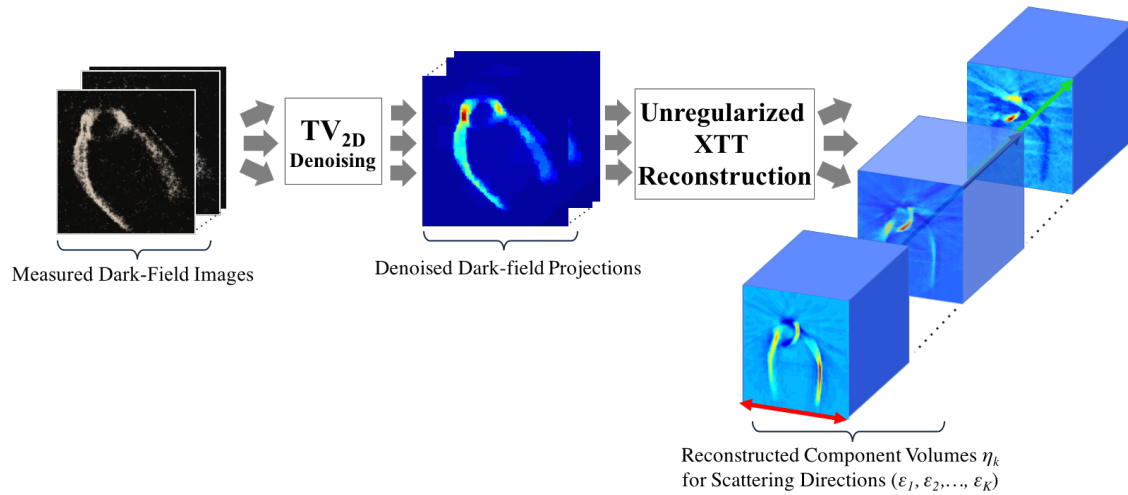 TV2D
Denoising
Unregularized
XTT
Reconstruction
Measured Dark-Field Images
Denoised Dark-field Projections
Reconstructed Component Volumes ηk
for Scattering Directions (ε1, ε2,..., εK)